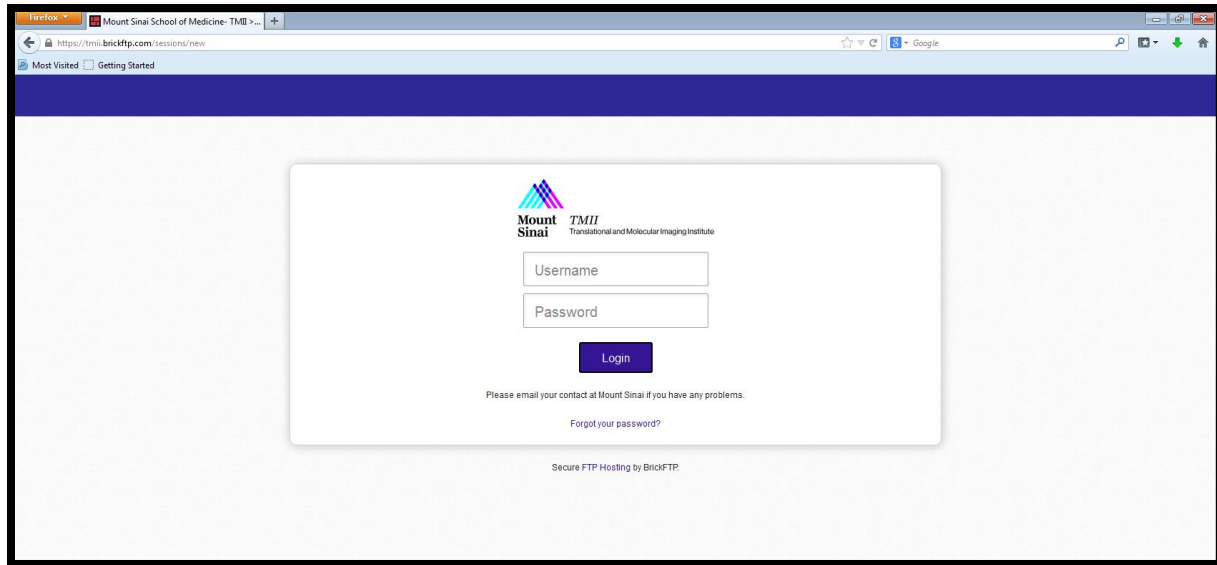 Firefox
Mount Sinai School of Medicine- TMII >...
https://tmii.brickftp.com/sessions/new
Google
Most Visited Getting Started
Mount Sinai
TMII
Translational and Molecular Imaging Institute
Username
Password
Login
Please email your contact at Mount Sinai if you have any problems.
Forgot your password?
Secure FTP Hosting by BrickFTP.